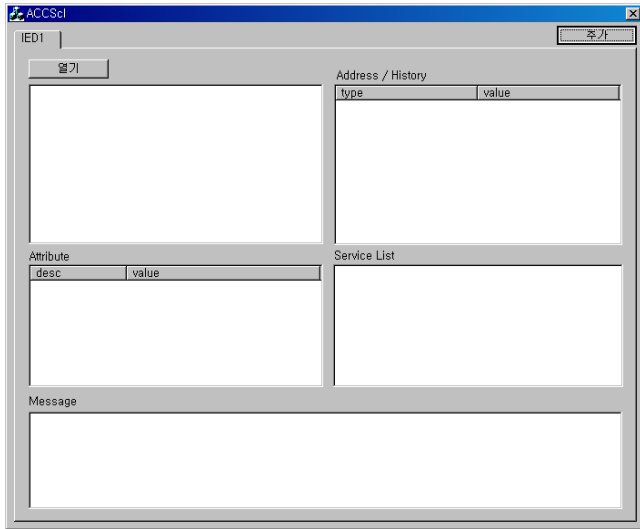 ACCScl
IED1
추가
열기
Address / History
type value
Attribute
desc value
Service List
Message